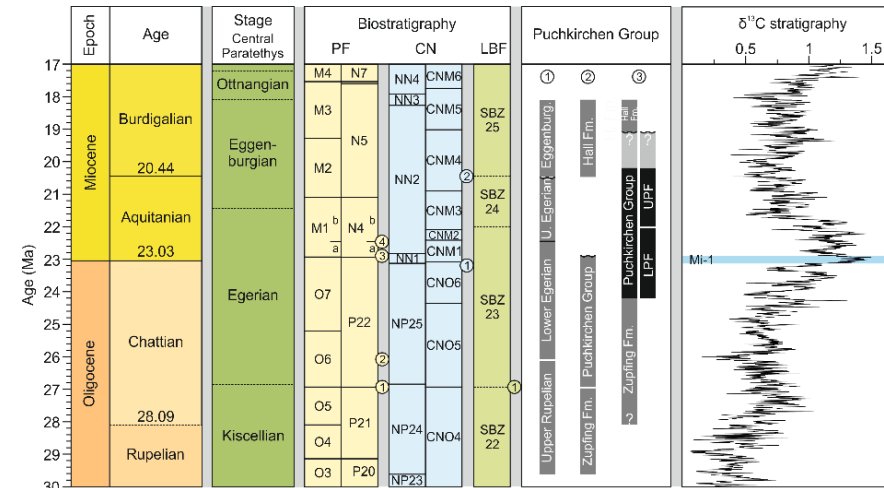 Epoch
Age
Stage
Central
Paratethys
Biostratigraphy
PF
CN
LBF
Puchkirchen Group
δ¹³C stratigraphy
0.5
1
1.5
Age (Ma)
17
18
19
20
21
22
23
24
25
26
27
28
29
30
Miocene
Oligocene
Burdigalian
20.44
Aquitanian
23.03
Chattian
28.09
Rupelian
Ottnangian
Eggen-
burgian
Egerian
Kiscellian
M4
M3
M2
M1
b
a
O7
O6
O5
O4
O3
N7
N5
N4
b
a
P22
P21
P20
4
3
2
1
NN4
NN3
NN2
NN1
NP25
NP24
NP23
CNM6
CNM5
CNM4
CNM3
CNM2
CNM1
CNO6
CNO5
CNO4
2
1
SBZ
25
SBZ
24
SBZ
23
SBZ
22
1
1
2
3
Eggenburg.
U. Egerian
Lower Egerian
Upper Rupelian
Hall Fm.
Puchkirchen Group
Zupfing Fm.
Hall
Fm.
?
?
Puchkirchen Group
UPF
LPF
Zupfing Fm.
?
Mi-1